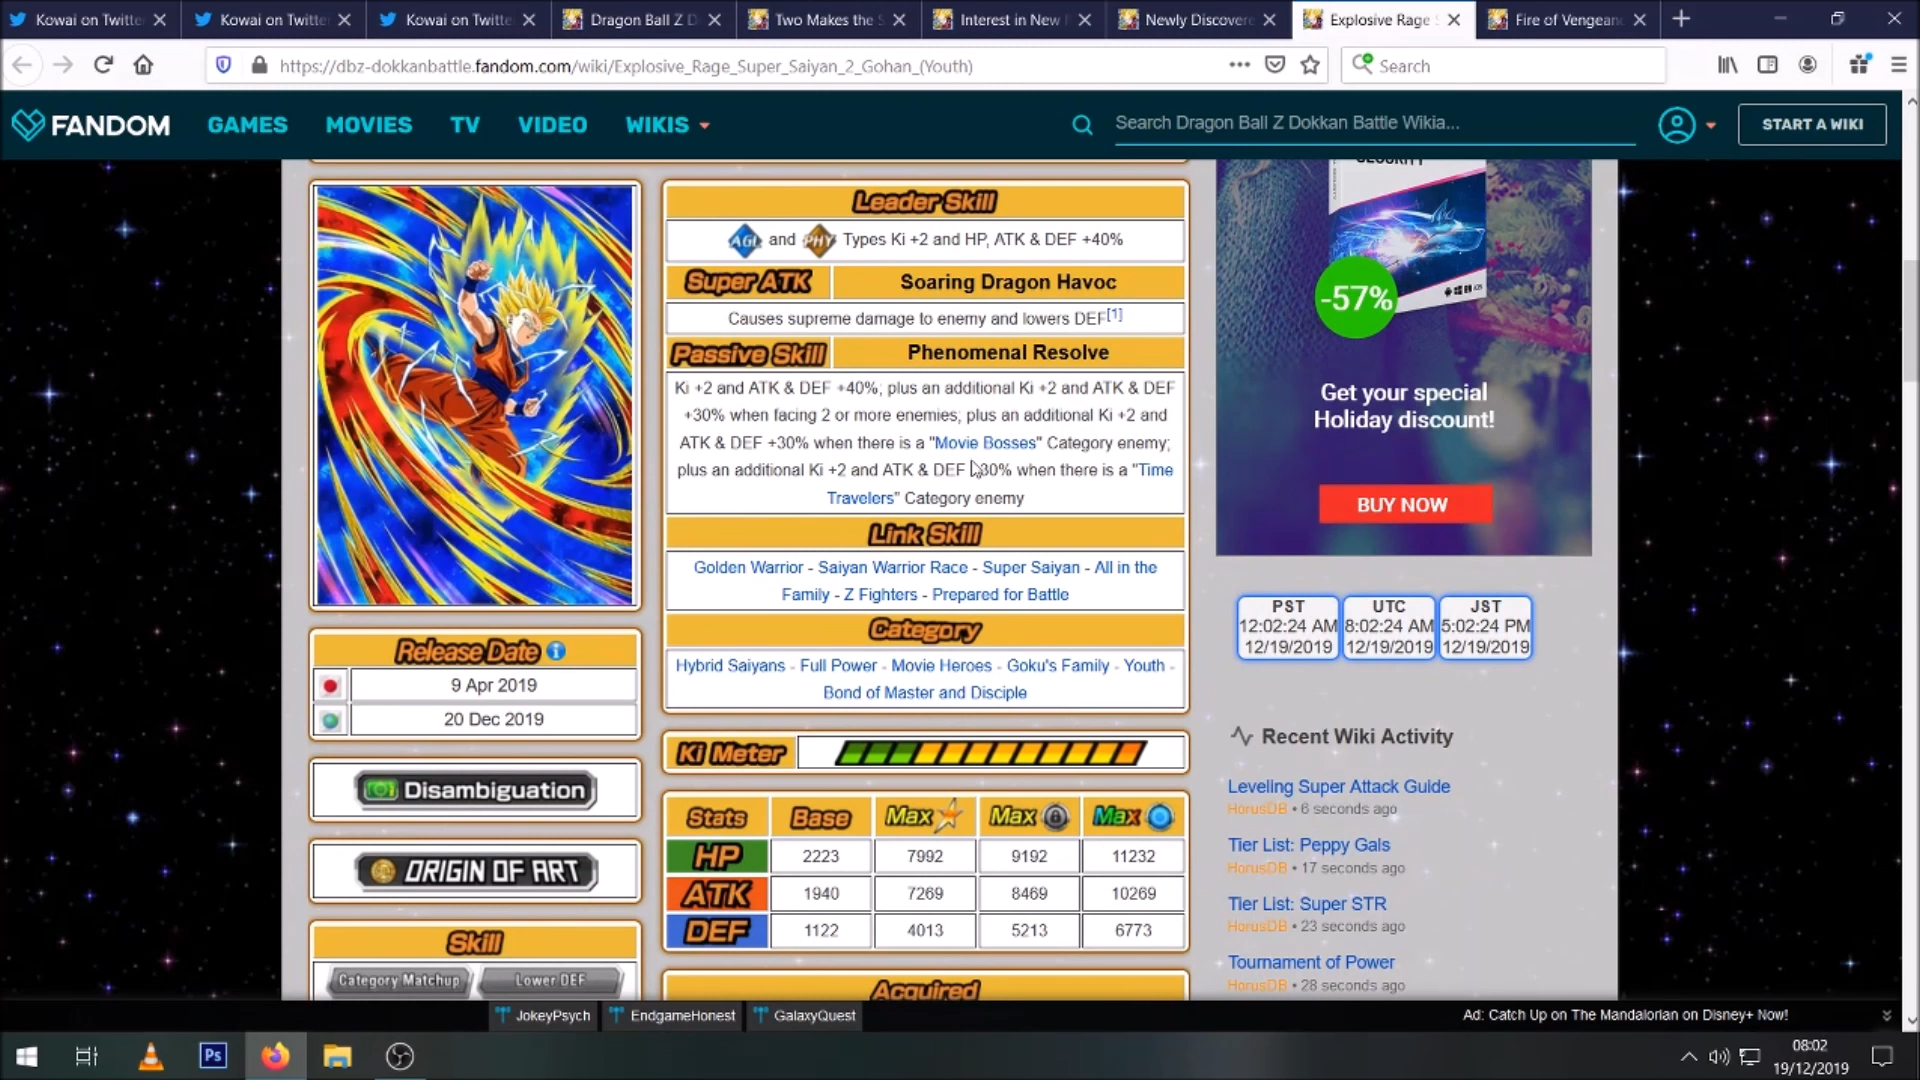 Kowai on Twitte
Kowai on Twitte
Kowai on Twitte
Dragon Ball Z D
Two Makes the S
Interest in New
Newly Discovere
Explosive Rage
Fire of Vengean
https://dbz-dokkanbattle.fandom.com/wiki/Explosive_Rage_Super_Saiyan_2_Gohan_(Youth)
Search
FANDOM
GAMES
MOVIES
TV
VIDEO
WIKIS
Search Dragon Ball Z Dokkan Battle Wikia...
START A WIKI
SECURITY
Leader Skill
AGL and PHY Types Ki +2 and HP, ATK & DEF +40%
Super ATK
Soaring Dragon Havoc
Causes supreme damage to enemy and lowers DEF[1]
Passive Skill
Phenomenal Resolve
Ki +2 and ATK & DEF +40%, plus an additional Ki +2 and ATK & DEF
+30% when facing 2 or more enemies; plus an additional Ki +2 and
ATK & DEF +30% when there is a "Movie Bosses" Category enemy;
plus an additional Ki +2 and ATK & DEF +30% when there is a "Time
Travelers" Category enemy
Link Skill
Golden Warrior - Saiyan Warrior Race - Super Saiyan - All in the
Family - Z Fighters - Prepared for Battle
Category
Hybrid Saiyans - Full Power - Movie Heroes - Goku's Family - Youth -
Bond of Master and Disciple
Release Date
9 Apr 2019
20 Dec 2019
Disambiguation
ORIGIN OF ART
Skill
Category Matchup
Lower DEF
Ki Meter
Stats Base Max Max Max
HP 2223 7992 9192 11232
ATK 1940 7269 8469 10269
DEF 1122 4013 5213 6773
Acquired
-57%
Get your special
Holiday discount!
BUY NOW
PST UTC JST
12:02:24 AM 8:02:24 AM 5:02:24 PM
12/19/2019 12/19/2019 12/19/2019
Recent Wiki Activity
Leveling Super Attack Guide
HorusDB • 6 seconds ago
Tier List: Peppy Gals
HorusDB • 17 seconds ago
Tier List: Super STR
HorusDB • 23 seconds ago
Tournament of Power
HorusDB • 28 seconds ago
JokeyPsych
EndgameHonest
GalaxyQuest
Ad: Catch Up on The Mandalorian on Disney+ Now!
Ps
08:02
19/12/2019